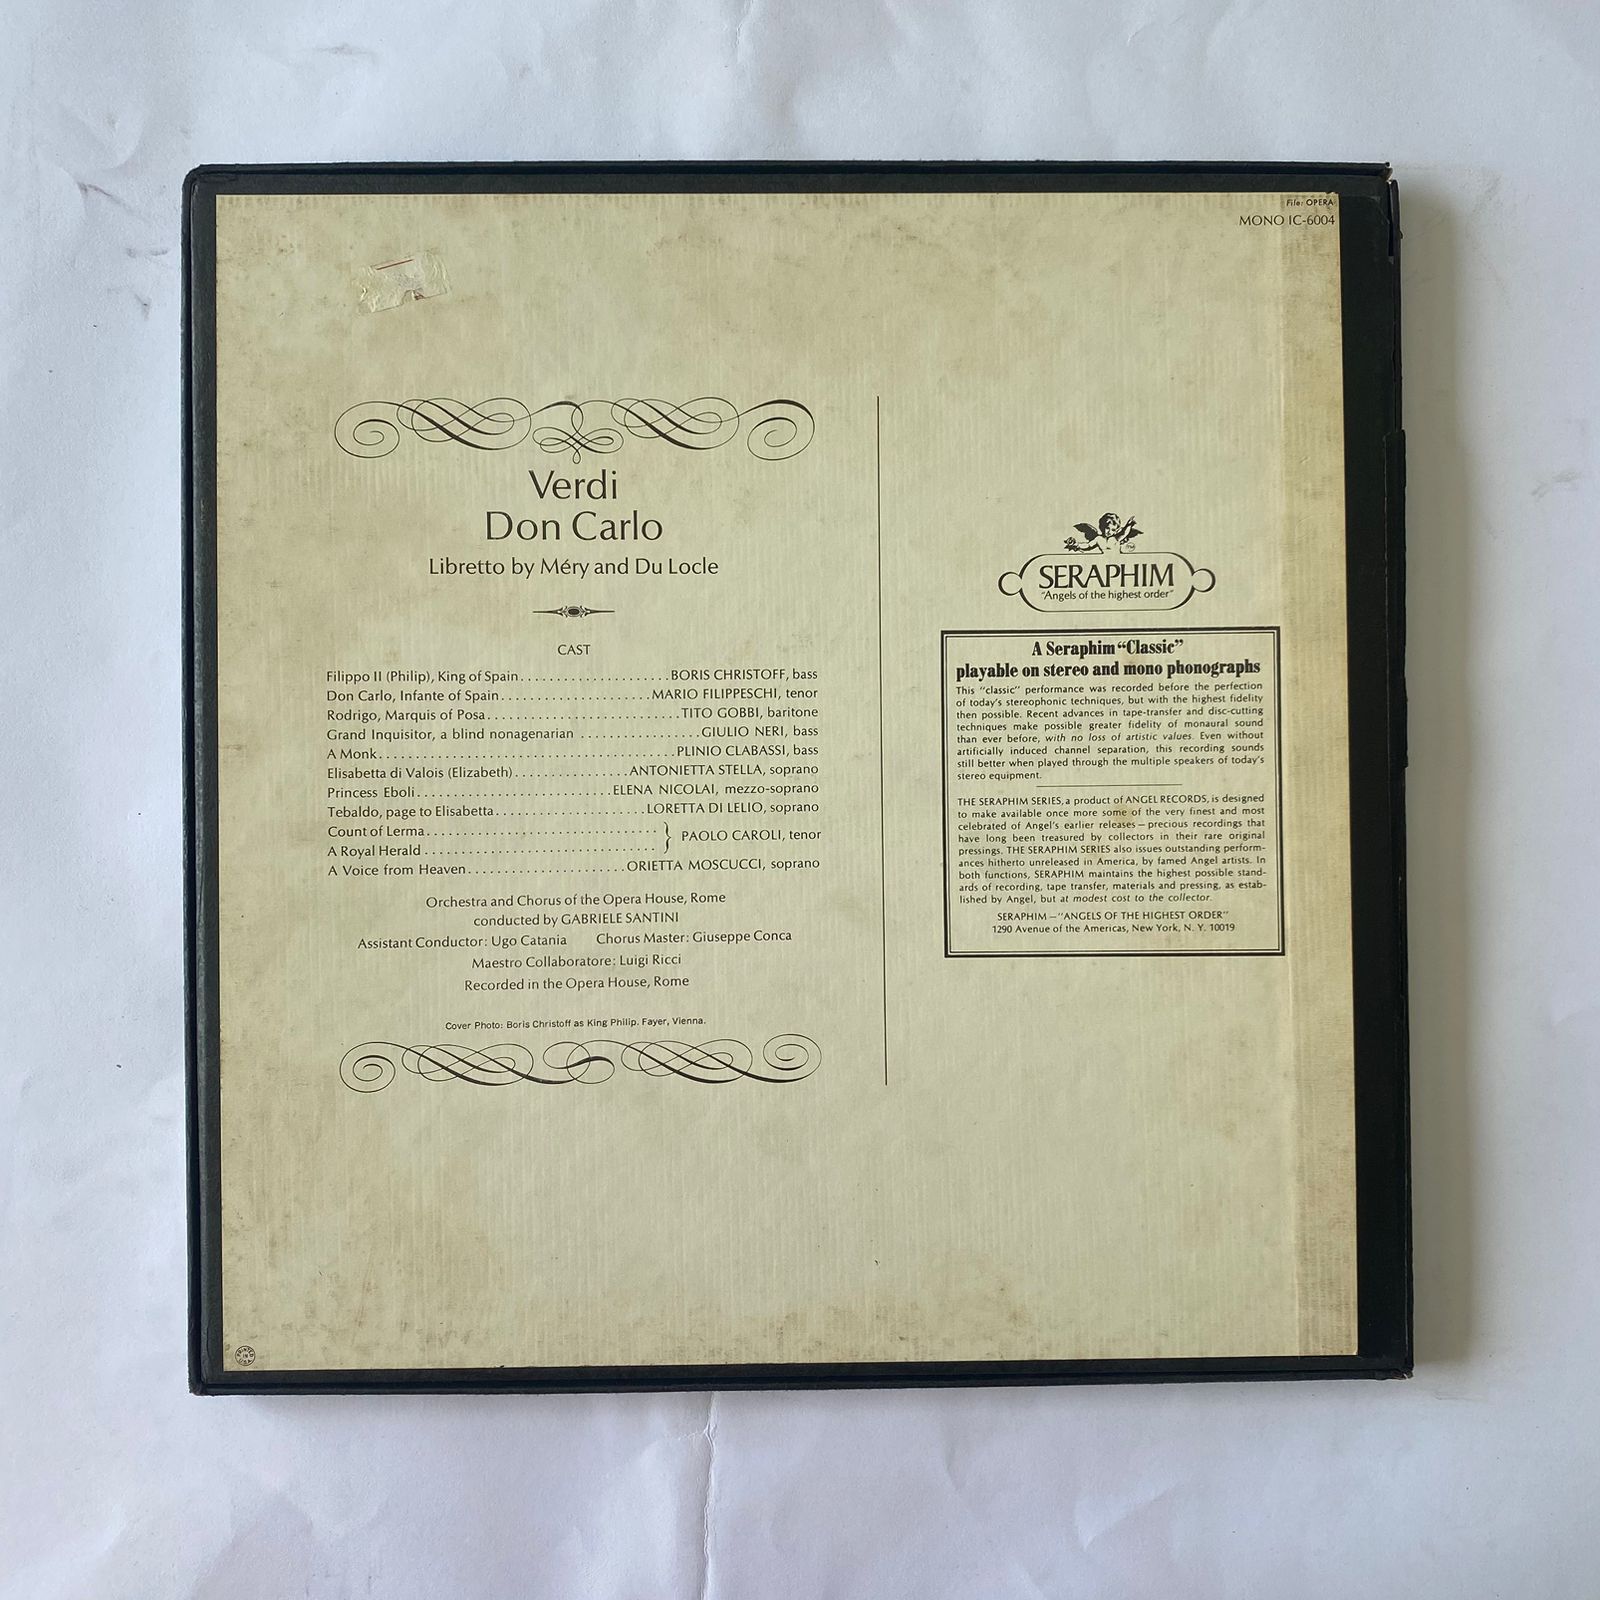 File: OPERA
MONO IC-6004
Verdi
Don Carlo
Libretto by Méry and Du Locle
CAST
Filippo II (Philip), King of Spain.....................BORIS CHRISTOFF, bass
Don Carlo, Infante of Spain.....................MARIO FILIPPESCHI, tenor
Rodrigo, Marquis of Posa...........................TITO GOBBI, baritone
Grand Inquisitor, a blind nonagenarian .................GIULIO NERI, bass
A Monk.........................................PLINIO CLABASSI, bass
Elisabetta di Valois (Elizabeth)................ANTONIETTA STELLA, soprano
Princess Eboli...........................ELENA NICOLAI, mezzo-soprano
Tebaldo, page to Elisabetta.....................LORETTA DI LELIO, soprano
Count of Lerma................................
A Royal Herald ................................ } PAOLO CAROLI, tenor
A Voice from Heaven......................ORIETTA MOSCUCCI, soprano
Orchestra and Chorus of the Opera House, Rome
conducted by GABRIELE SANTINI
Assistant Conductor: Ugo Catania Chorus Master: Giuseppe Conca
Maestro Collaboratore: Luigi Ricci
Recorded in the Opera House, Rome
Cover Photo: Boris Christoff as King Philip. Fayer, Vienna.
SERAPHIM
"Angels of the highest order"
A Seraphim "Classic"
playable on stereo and mono phonographs
This "classic" performance was recorded before the perfection
of today's stereophonic techniques, but with the highest fidelity
then possible. Recent advances in tape-transfer and disc-cutting
techniques make possible greater fidelity of monaural sound
than ever before, with no loss of artistic values. Even without
artificially induced channel separation, this recording sounds
still better when played through the multiple speakers of today's
stereo equipment.
THE SERAPHIM SERIES, a product of ANGEL RECORDS, is designed
to make available once more some of the very finest and most
celebrated of Angel's earlier releases—precious recordings that
have long been treasured by collectors in their rare original
pressings. THE SERAPHIM SERIES also issues outstanding perform-
ances hitherto unreleased in America, by famed Angel artists. In
both functions, SERAPHIM maintains the highest possible stand-
ards of recording, tape transfer, materials and pressing, as estab-
lished by Angel, but at modest cost to the collector.
SERAPHIM—"ANGELS OF THE HIGHEST ORDER"
1290 Avenue of the Americas, New York, N. Y. 10019
PRINTED
IN
USA